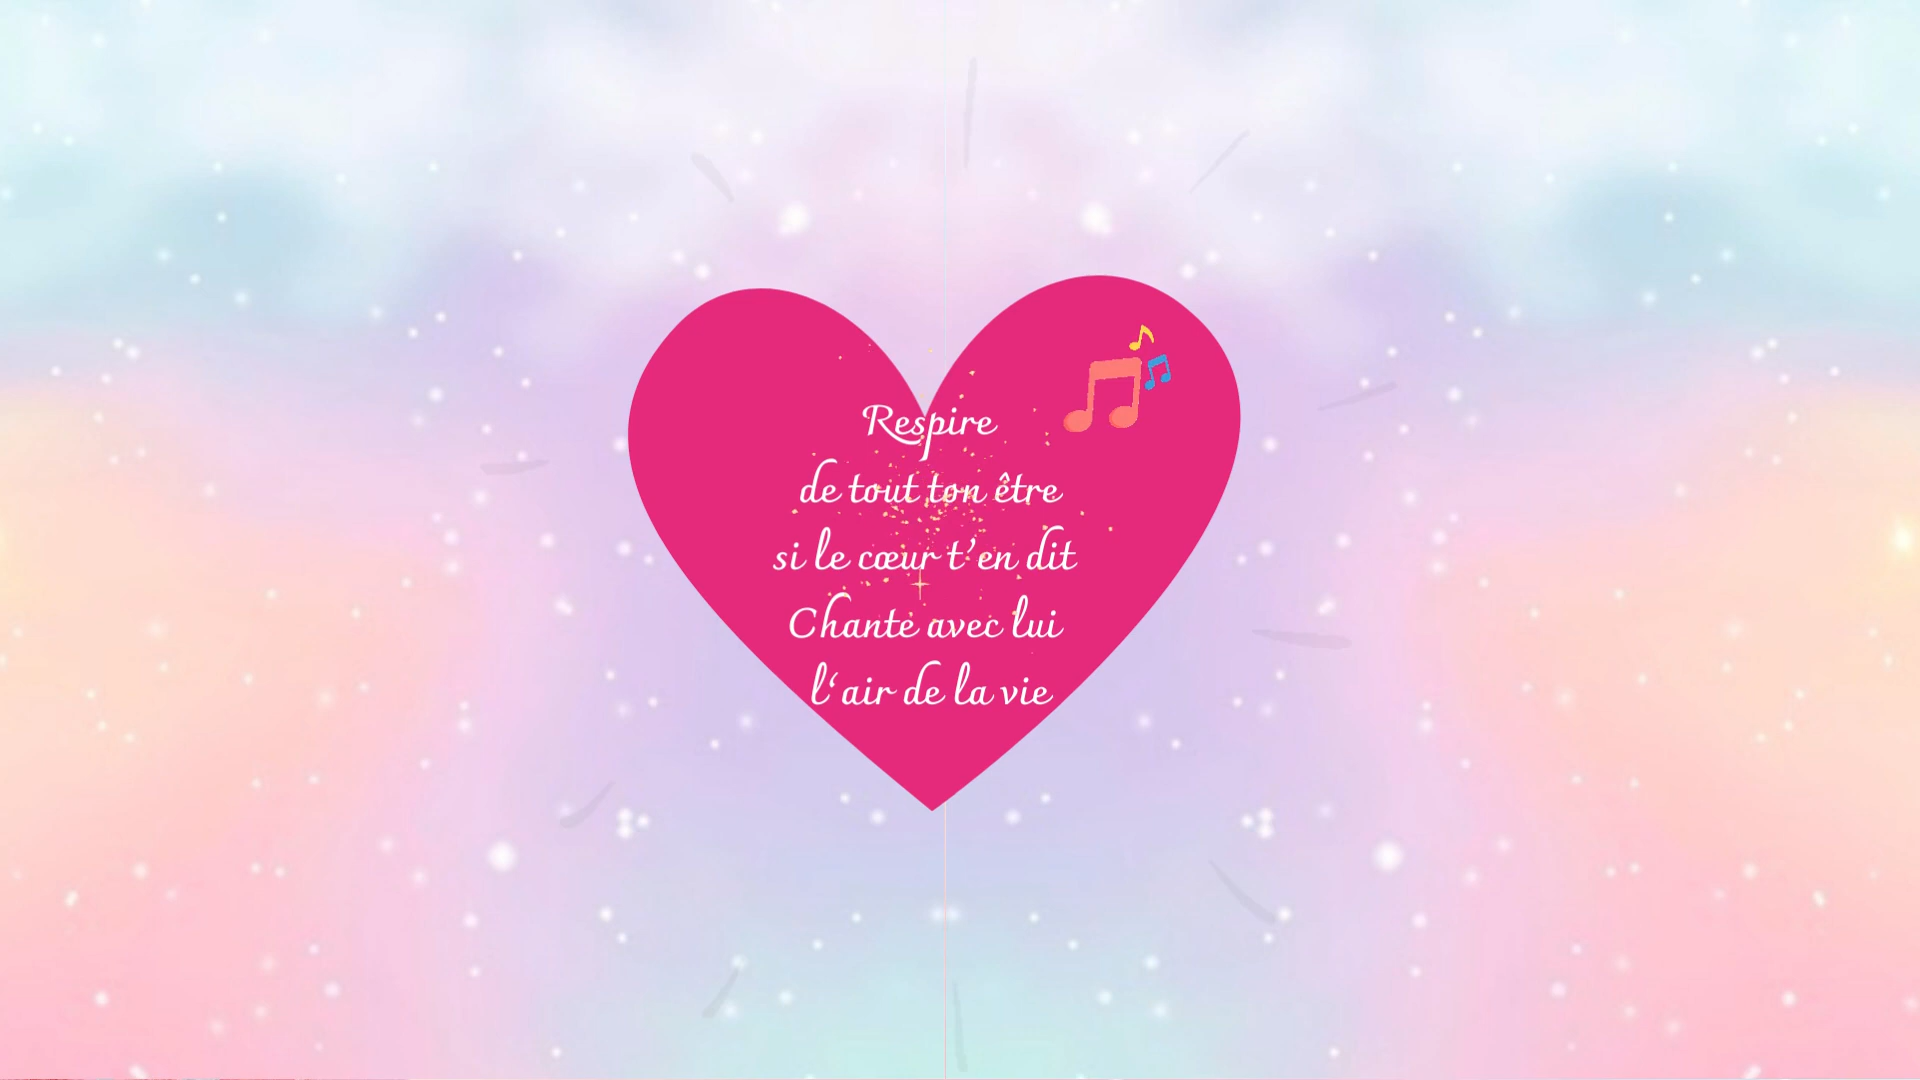 Respire
de tout ton être
si le cœur t’en dit
Chante avec lui
l‘air de la vie